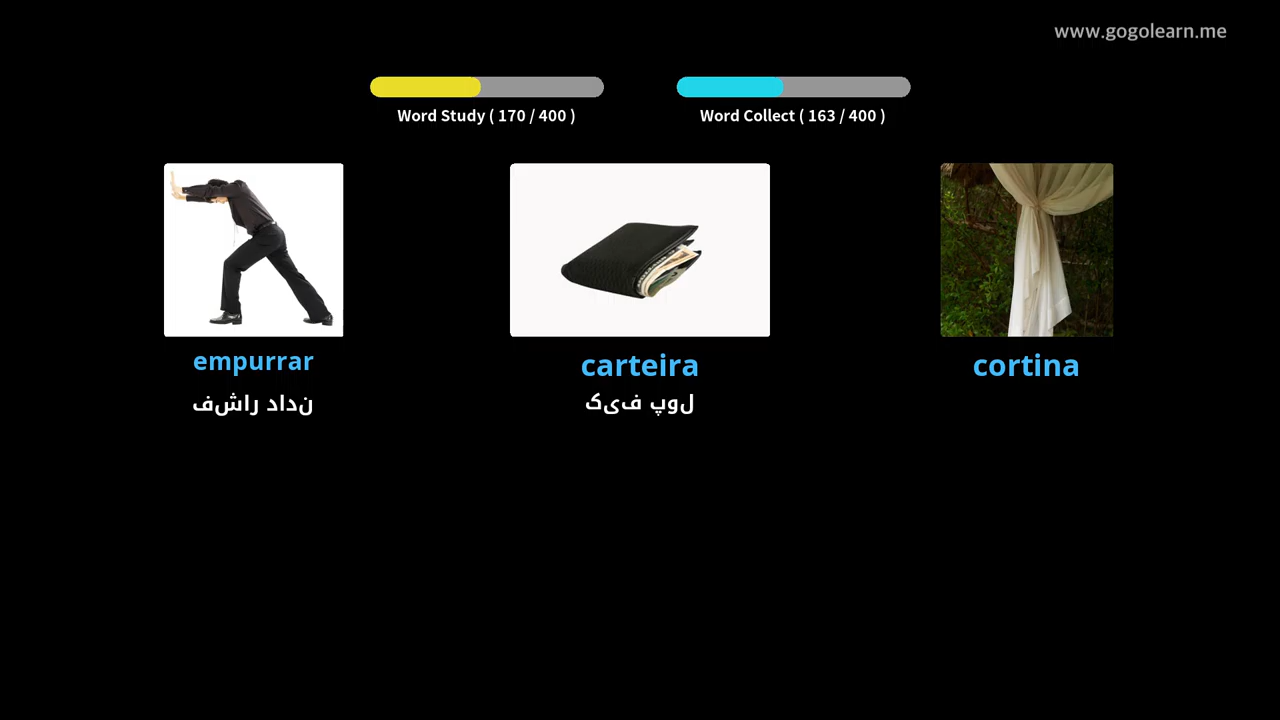 www.gogolearn.me
Word Study ( 170 / 400 )
Word Collect ( 163 / 400 )
empurrar
carteira
cortina
فشار دادن
کیف پول